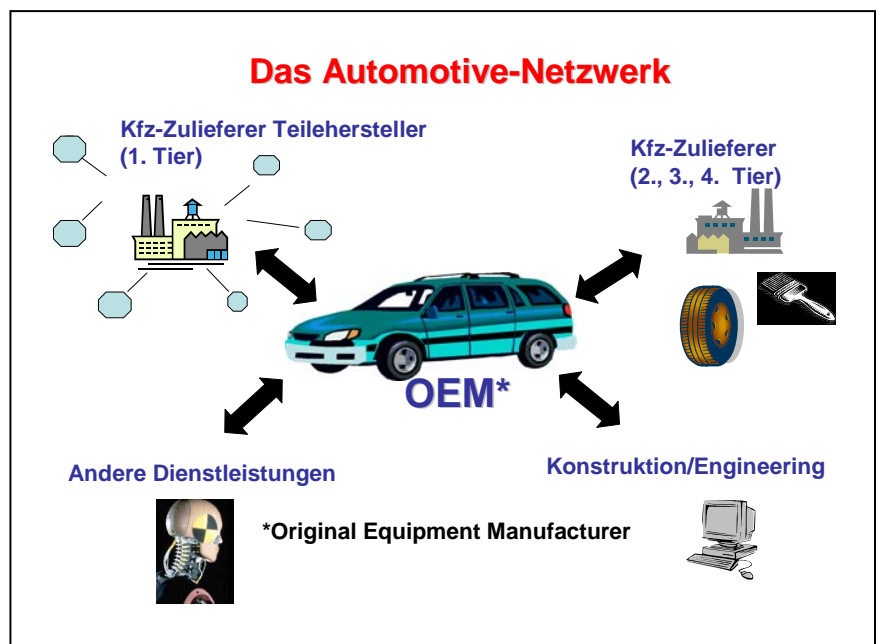 Das Automotive-Netzwerk
Kfz-Zulieferer Teilehersteller
(1. Tier)
Kfz-Zulieferer
(2., 3., 4. Tier)
OEM*
Andere Dienstleistungen
Konstruktion/Engineering
*Original Equipment Manufacturer